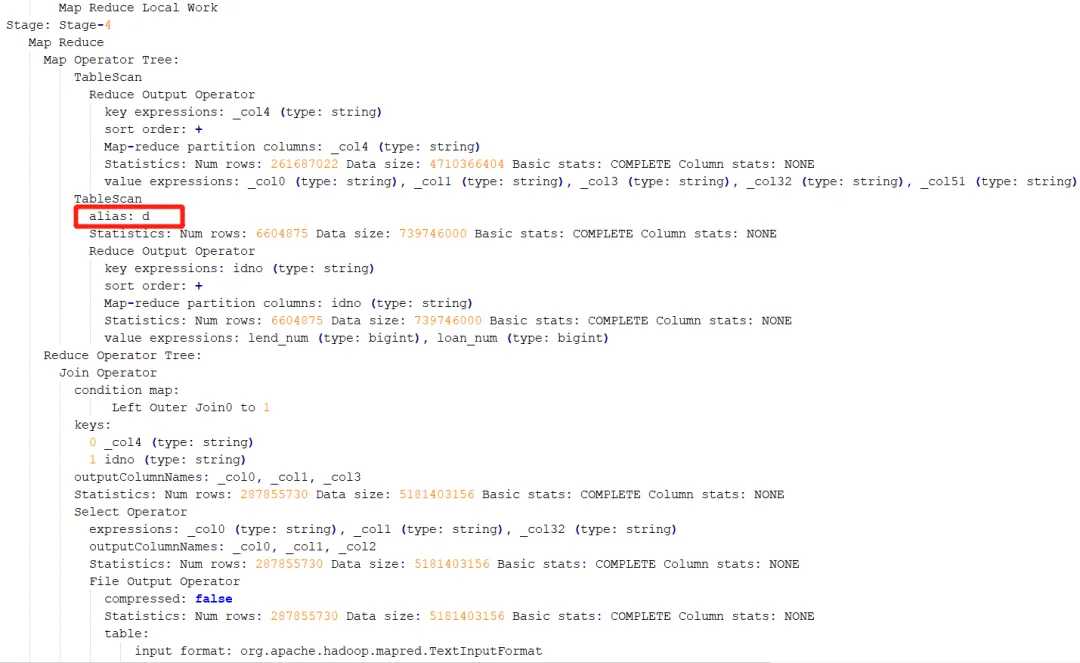 Map Reduce Local Work
Stage: Stage-4
Map Reduce
Map Operator Tree:
TableScan
Reduce Output Operator
key expressions: _col4 (type: string)
sort order: +
Map-reduce partition columns: _col4 (type: string)
Statistics: Num rows: 261687022 Data size: 4710366404 Basic stats: COMPLETE Column stats: NONE
value expressions: _col0 (type: string), _col1 (type: string), _col3 (type: string), _col32 (type: string), _col51 (type: string)
TableScan
alias: d
Statistics: Num rows: 6604875 Data size: 739746000 Basic stats: COMPLETE Column stats: NONE
Reduce Output Operator
key expressions: idno (type: string)
sort order: +
Map-reduce partition columns: idno (type: string)
Statistics: Num rows: 6604875 Data size: 739746000 Basic stats: COMPLETE Column stats: NONE
value expressions: lend_num (type: bigint), loan_num (type: bigint)
Reduce Operator Tree:
Join Operator
condition map:
Left Outer Join0 to 1
keys:
0 _col4 (type: string)
1 idno (type: string)
outputColumnNames: _col0, _col1, _col3
Statistics: Num rows: 287855730 Data size: 5181403156 Basic stats: COMPLETE Column stats: NONE
Select Operator
expressions: _col0 (type: string), _col1 (type: string), _col32 (type: string)
outputColumnNames: _col0, _col1, _col2
Statistics: Num rows: 287855730 Data size: 5181403156 Basic stats: COMPLETE Column stats: NONE
File Output Operator
compressed: false
Statistics: Num rows: 287855730 Data size: 5181403156 Basic stats: COMPLETE Column stats: NONE
table:
input format: org.apache.hadoop.mapred.TextInputFormat